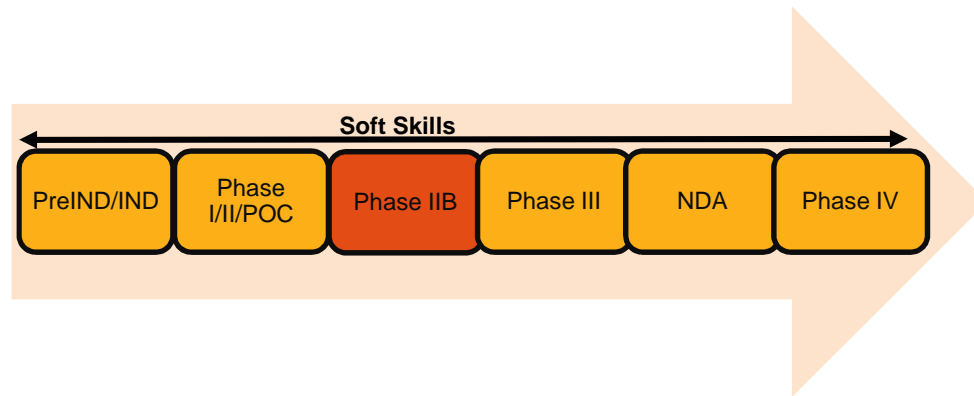 Soft Skills
PreIND/IND
Phase
I/II/POC
Phase IIB
Phase III
NDA
Phase IV